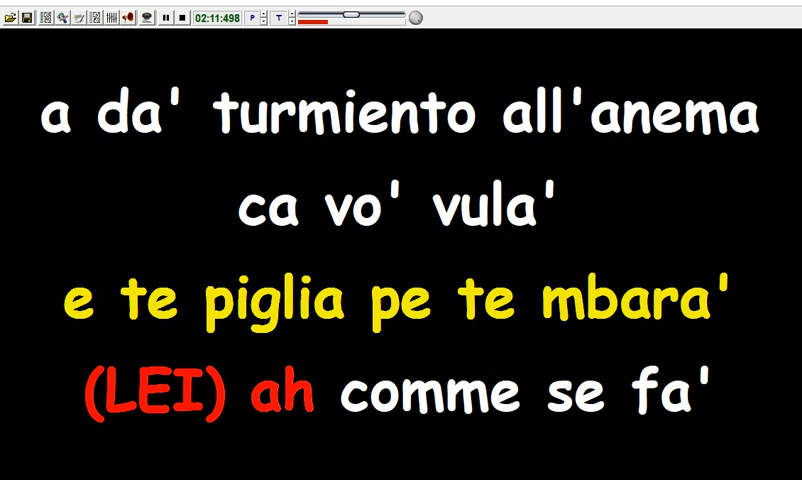 02:11:498 P T
a da' turmiento all'anema
ca vo' vula'
e te piglia pe te mbara'
(LEI) ah comme se fa'